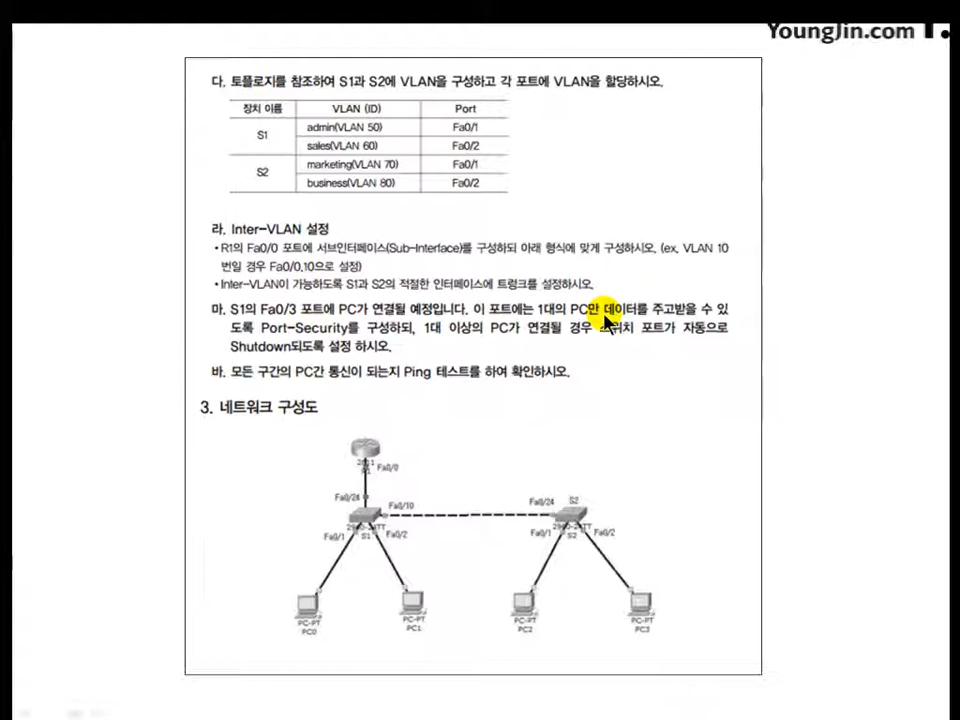 YoungJin.com
다. 토플로지를 참조하여 S1과 S2에 VLAN을 구성하고 각 포트에 VLAN을 할당하시오.
장치 이름 VLAN (ID) Port
S1 admin(VLAN 50) Fa0/1
sales(VLAN 60) Fa0/2
S2 marketing(VLAN 70) Fa0/1
business(VLAN 80) Fa0/2
라. Inter-VLAN 설정
• R1의 Fa0/0 포트에 서브인터페이스(Sub-Interface)를 구성하되 아래 형식에 맞게 구성하시오. (ex. VLAN 10
번일 경우 Fa0/0.10으로 설정)
• Inter-VLAN이 가능하도록 S1과 S2의 적절한 인터페이스에 트렁크를 설정하시오.
마. S1의 Fa0/3 포트에 PC가 연결될 예정입니다. 이 포트에는 1대의 PC만 데이터를 주고받을 수 있
도록 Port-Security를 구성하되, 1대 이상의 PC가 연결될 경우 포트가 자동으로
Shutdown되도록 설정 하시오.
바. 모든 구간의 PC간 통신이 되는지 Ping 테스트를 하여 확인하시오.
3. 네트워크 구성도
Fa0/0
Fa0/24 Fa0/10 Fa0/24 S2
Fa0/1 S1 Fa0/2 Fa0/1 S2 Fa0/2
PC-PT PC-PT PC-PT PC-PT
PC0 PC1 PC2 PC3